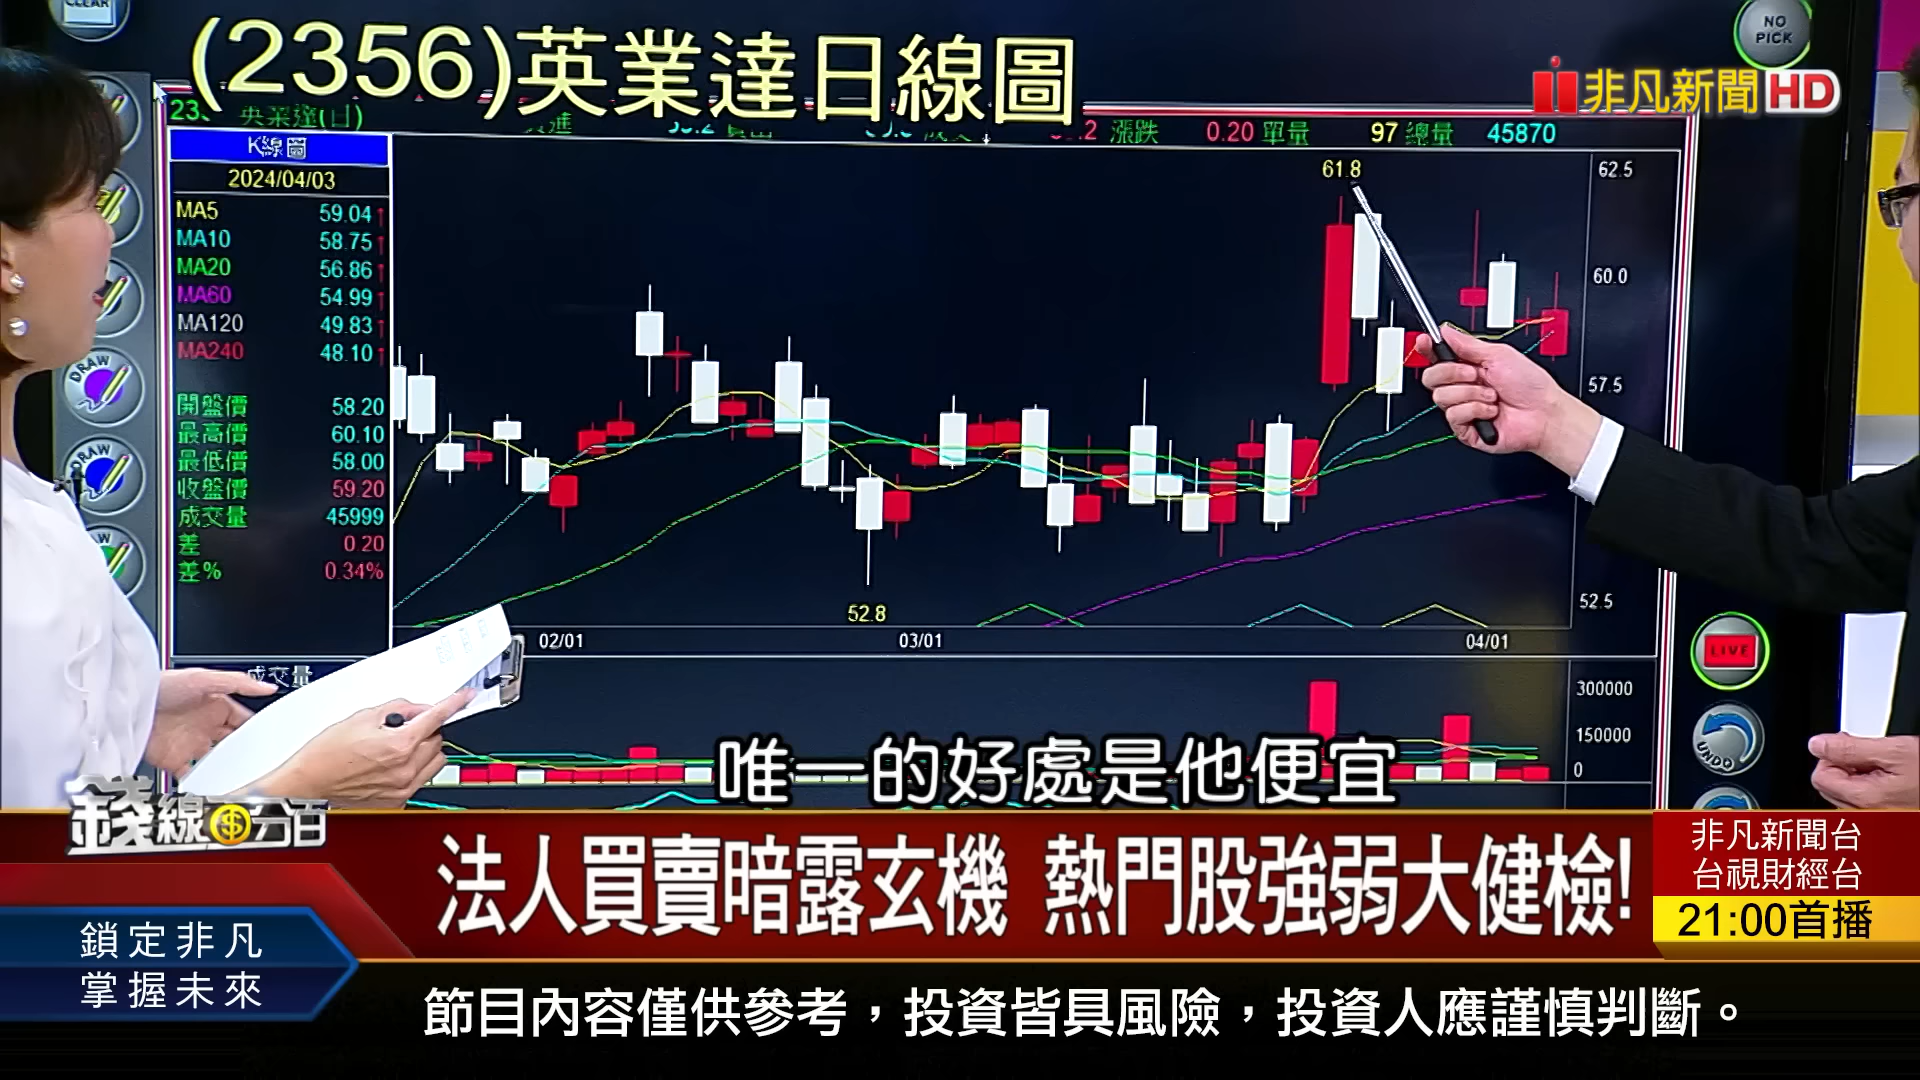 CLEAR
(2356)英業達日線圖
NO
PICK
非凡新聞HD
英業達(日)
漲跌 0.20 單量 97 總量 45870
K線圖
2024/04/03
MA5 59.04↑
MA10 58.75↑
MA20 56.86↑
MA60 54.99↑
MA120 49.83↑
MA240 48.10↑
開盤價 58.20
最高價 60.10
最低價 58.00
收盤價 59.20
成交量 45999
差 0.20
差% 0.34%
61.8
52.8
62.5
60.0
57.5
52.5
02/01 03/01 04/01
成交量
300000
150000
0
DRAW
DRAW
LIVE
UNDO
唯一的好處是他便宜
錢線$百分百
法人買賣暗露玄機 熱門股強弱大健檢!
非凡新聞台
台視財經台
21:00首播
鎖定非凡
掌握未來
節目內容僅供參考，投資皆具風險，投資人應謹慎判斷。